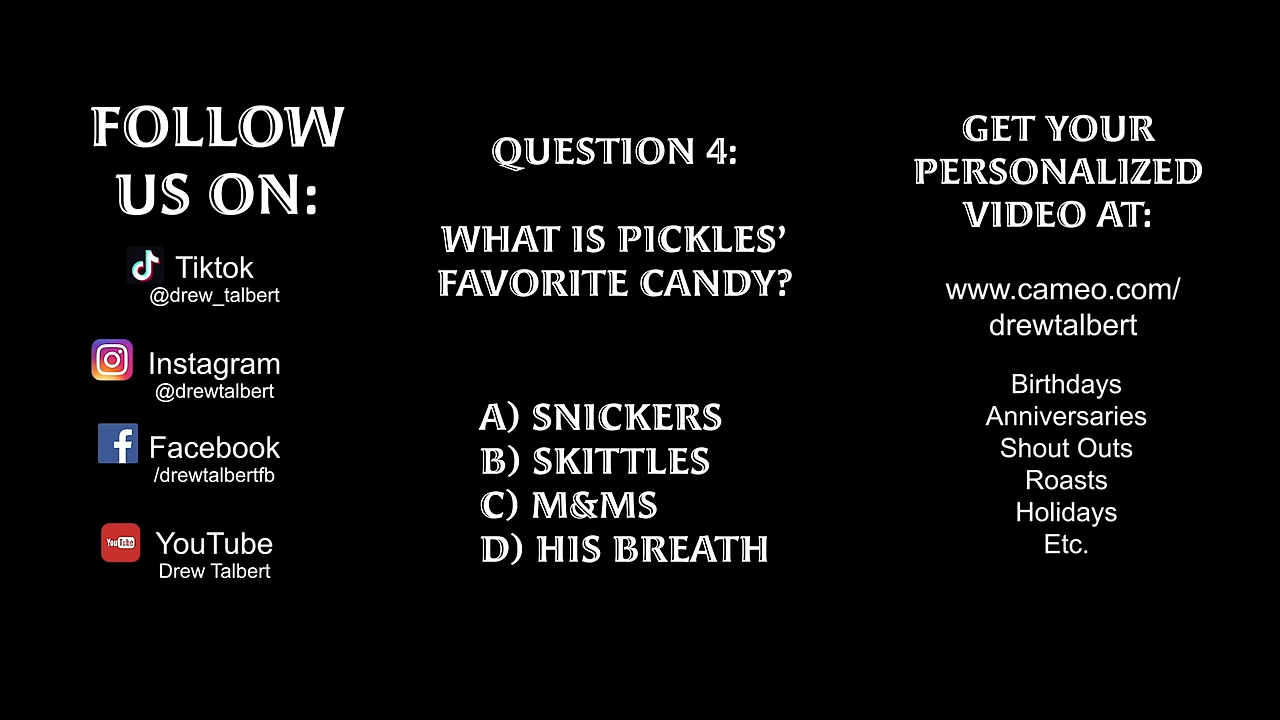 FOLLOW
US ON:
Tiktok
@drew_talbert
Instagram
@drewtalbert
Facebook
/drewtalbertfb
YouTube
YouTube
Drew Talbert
QUESTION 4:
WHAT IS PICKLES'
FAVORITE CANDY?
A) SNICKERS
B) SKITTLES
C) M&MS
D) HIS BREATH
GET YOUR
PERSONALIZED
VIDEO AT:
www.cameo.com/
drewtalbert
Birthdays
Anniversaries
Shout Outs
Roasts
Holidays
Etc.